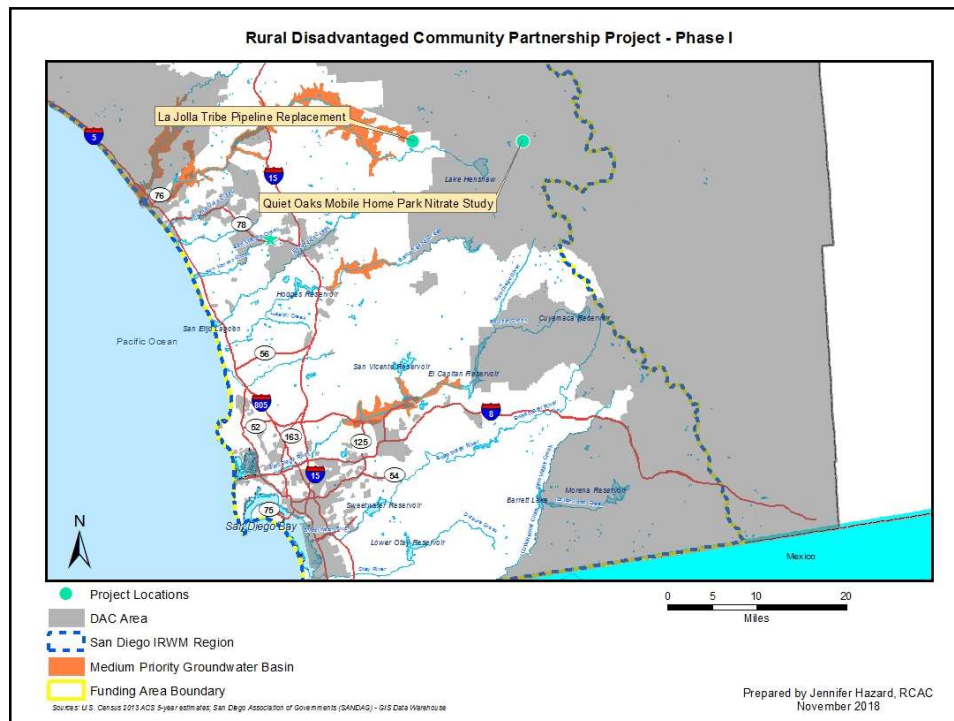 Rural Disadvantaged Community Partnership Project - Phase I
La Jolla Tribe Pipeline Replacement
5
15
Lake Henshaw
76
Quiet Oaks Mobile Home Park Nitrate Study
78
Hodges Reservoir
San Elijo Lagoon
Cuyamaca Reservoir
Pacific Ocean
56
San Vicente Reservoir
El Capitan Reservoir
805
8
52
163
125
15
54
Sweetwater Reservoir
Barrett Lake
Morena Reservoir
75
San Diego Bay
Lower Otay Reservoir
Otay River
Mexico
N
Project Locations
DAC Area
San Diego IRWM Region
Medium Priority Groundwater Basin
Funding Area Boundary
0 5 10 20
Miles
Sources: U.S. Census 2013 ACS 5-year estimates; San Diego Association of Governments (SANDAG) - GIS Data Warehouse
Prepared by Jennifer Hazard, RCAC
November 2018